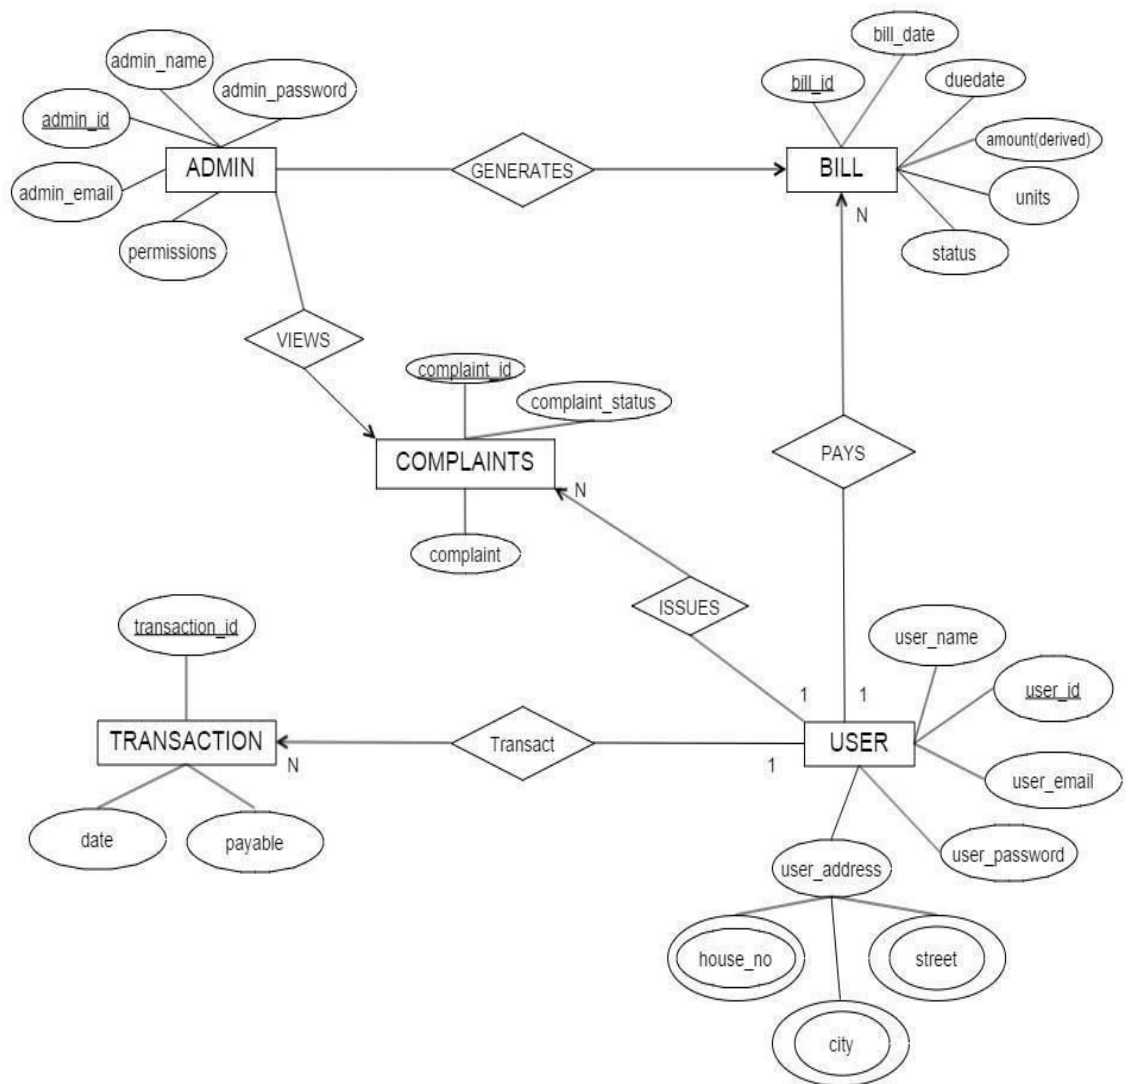 bill_date
admin_name
bill_id
duedate
admin_password
admin_id
amount(derived)
ADMIN
GENERATES
BILL
admin_email
units
N
permissions
status
VIEWS
complaint_id
complaint_status
COMPLAINTS
PAYS
N
complaint
ISSUES
transaction_id
user_name
user_id
1
1
TRANSACTION
Transact
USER
N
1
user_email
date
payable
user_password
user_address
house_no
street
city